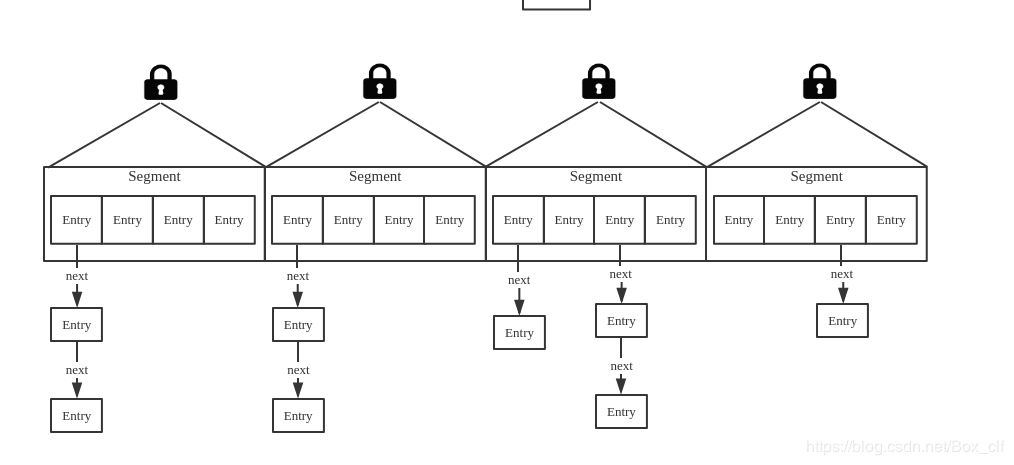 Segment Segment Segment Segment
Entry Entry Entry Entry Entry Entry Entry Entry Entry Entry Entry Entry Entry Entry Entry Entry
next next next next next
Entry Entry Entry Entry Entry
next next next
Entry Entry Entry
https://blog.csdn.net/Box_clf